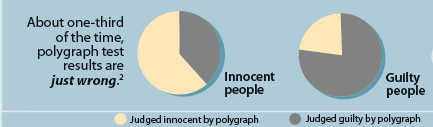 About one-third
of the time,
polygraph test
results are
just wrong.²
Innocent
people
Guilty
people
Judged innocent by polygraph
Judged guilty by polygraph